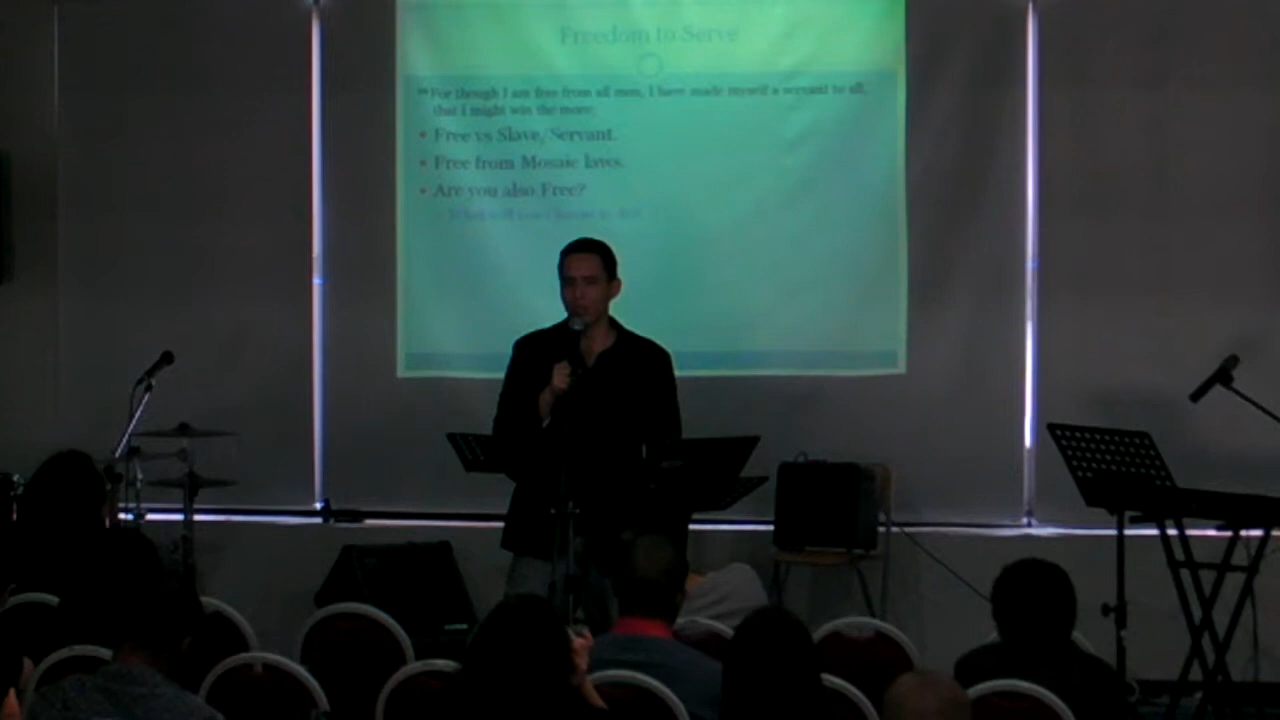 Freedom to Serve
19 For though I am free from all men, I have made myself a servant to all,
that I might win the more;
• Free vs Slave/Servant.
• Free from Mosaic laws.
• Are you also Free?